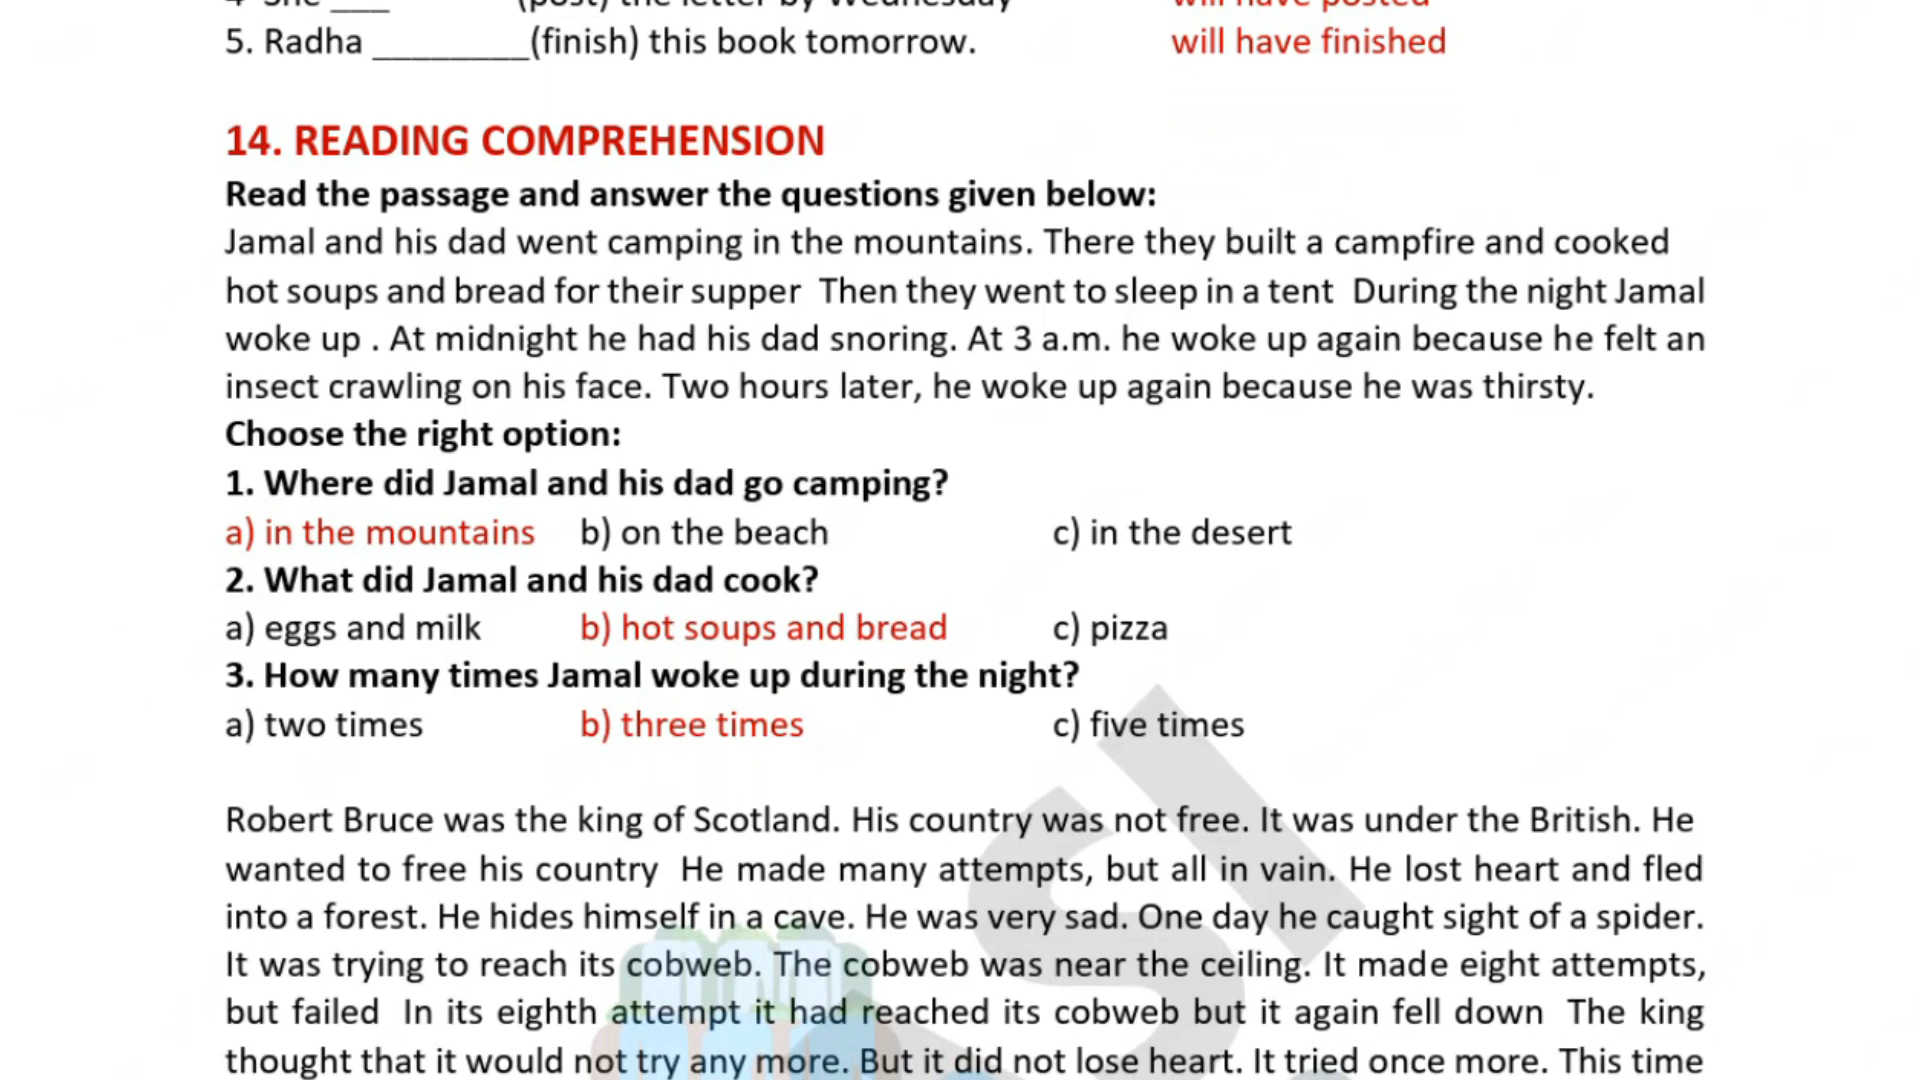 4 She ___ (post) the letter by Wednesday will have posted
5. Radha ________(finish) this book tomorrow. will have finished
14. READING COMPREHENSION
Read the passage and answer the questions given below:
Jamal and his dad went camping in the mountains. There they built a campfire and cooked
hot soups and bread for their supper Then they went to sleep in a tent During the night Jamal
woke up . At midnight he had his dad snoring. At 3 a.m. he woke up again because he felt an
insect crawling on his face. Two hours later, he woke up again because he was thirsty.
Choose the right option:
1. Where did Jamal and his dad go camping?
a) in the mountains b) on the beach c) in the desert
2. What did Jamal and his dad cook?
a) eggs and milk b) hot soups and bread c) pizza
3. How many times Jamal woke up during the night?
a) two times b) three times c) five times
Robert Bruce was the king of Scotland. His country was not free. It was under the British. He
wanted to free his country He made many attempts, but all in vain. He lost heart and fled
into a forest. He hides himself in a cave. He was very sad. One day he caught sight of a spider.
It was trying to reach its cobweb. The cobweb was near the ceiling. It made eight attempts,
but failed In its eighth attempt it had reached its cobweb but it again fell down The king
thought that it would not try any more. But it did not lose heart. It tried once more. This time